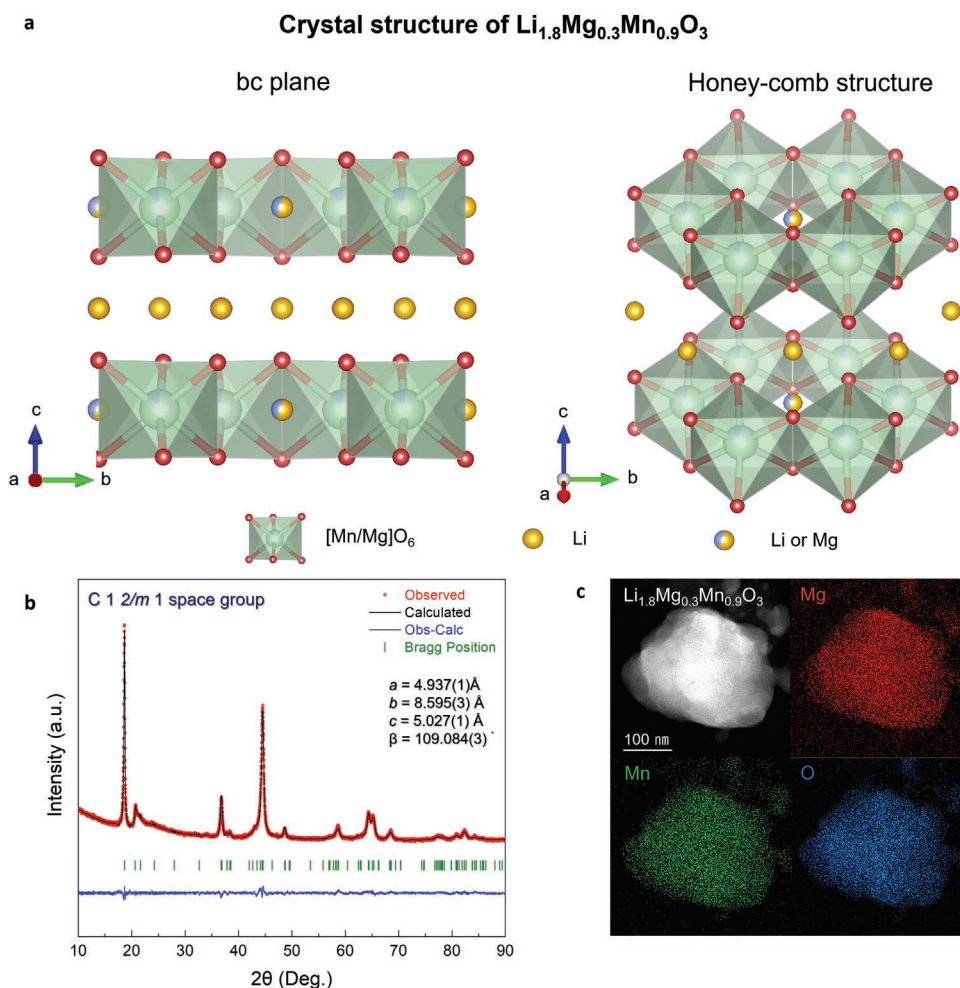 a
Crystal structure of Li1.8Mg0.3Mn0.9O3
bc plane
Honey-comb structure
c
a
b
c
a
b
[Mn/Mg]O6
Li
Li or Mg
b
C 1 2/m 1 space group
Observed
Calculated
Obs-Calc
Bragg Position
a = 4.937(1)Å
b = 8.595(3) Å
c = 5.027(1) Å
β = 109.084(3)°
Intensity (a.u.)
10 20 30 40 50 60 70 80 90
2θ (Deg.)
c
Li1.8Mg0.3Mn0.9O3
Mg
100 nm
Mn
O